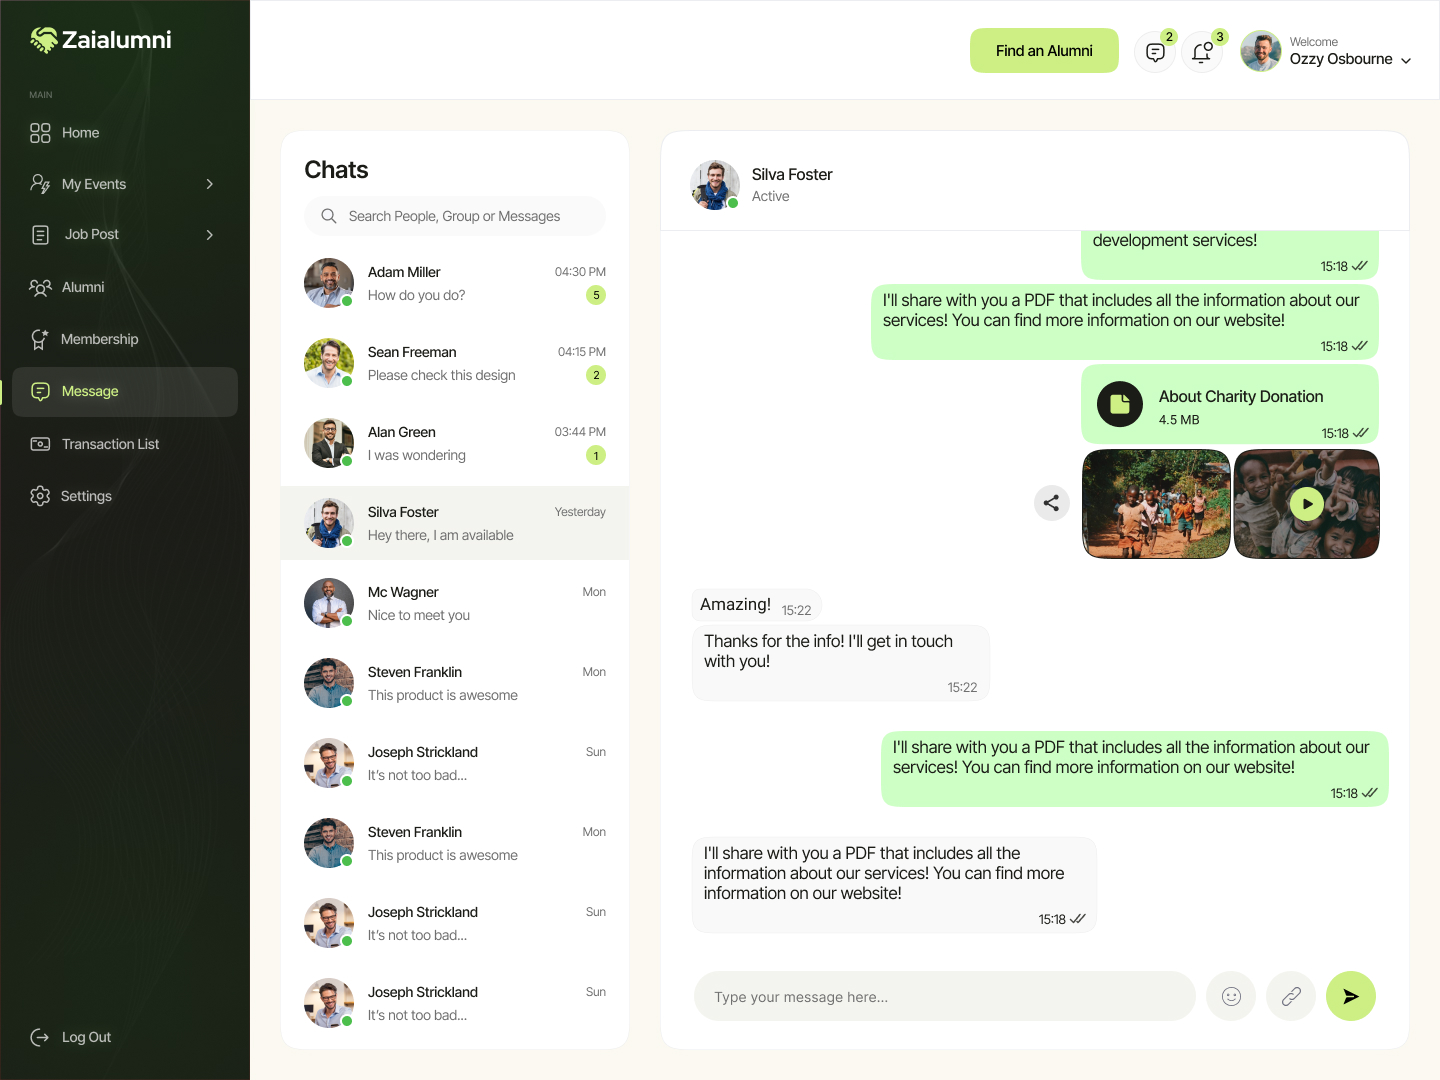 Zaialumni
MAIN
Home
My Events
Job Post
Alumni
Membership
Message
Transaction List
Settings
Log Out
Find an Alumni
2
3
Welcome
Ozzy Osbourne
Chats
Search People, Group or Messages
Adam Miller 04:30 PM
How do you do? 5
Sean Freeman 04:15 PM
Please check this design 2
Alan Green 03:44 PM
I was wondering 1
Silva Foster Yesterday
Hey there, I am available
Mc Wagner Mon
Nice to meet you
Steven Franklin Mon
This product is awesome
Joseph Strickland Sun
It's not too bad...
Steven Franklin Mon
This product is awesome
Joseph Strickland Sun
It's not too bad...
Joseph Strickland Sun
It's not too bad...
Silva Foster
Active
development services!
15:18
I'll share with you a PDF that includes all the information about our
services! You can find more information on our website!
15:18
About Charity Donation
4.5 MB
15:18
Amazing! 15:22
Thanks for the info! I'll get in touch
with you!
15:22
I'll share with you a PDF that includes all the information about our
services! You can find more information on our website!
15:18
I'll share with you a PDF that includes all the
information about our services! You can find more
information on our website!
15:18
Type your message here...